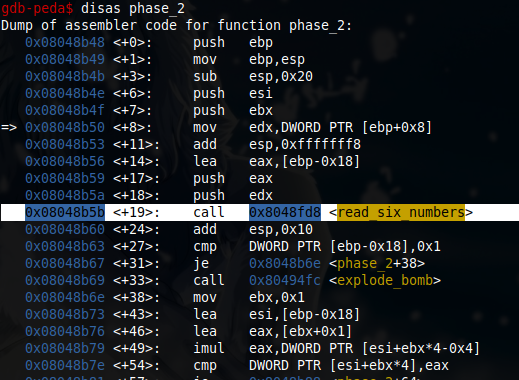 gdb-peda$ disas phase_2
Dump of assembler code for function phase_2:
0x08048b48 <+0>: push ebp
0x08048b49 <+1>: mov ebp,esp
0x08048b4b <+3>: sub esp,0x20
0x08048b4e <+6>: push esi
0x08048b4f <+7>: push ebx
=> 0x08048b50 <+8>: mov edx,DWORD PTR [ebp+0x8]
0x08048b53 <+11>: add esp,0xfffffff8
0x08048b56 <+14>: lea eax,[ebp-0x18]
0x08048b59 <+17>: push eax
0x08048b5a <+18>: push edx
0x08048b5b <+19>: call 0x8048fd8 <read_six_numbers>
0x08048b60 <+24>: add esp,0x10
0x08048b63 <+27>: cmp DWORD PTR [ebp-0x18],0x1
0x08048b67 <+31>: je 0x8048b6e <phase_2+38>
0x08048b69 <+33>: call 0x80494fc <explode_bomb>
0x08048b6e <+38>: mov ebx,0x1
0x08048b73 <+43>: lea esi,[ebp-0x18]
0x08048b76 <+46>: lea eax,[ebx+0x1]
0x08048b79 <+49>: imul eax,DWORD PTR [esi+ebx*4-0x4]
0x08048b7e <+54>: cmp DWORD PTR [esi+ebx*4],eax